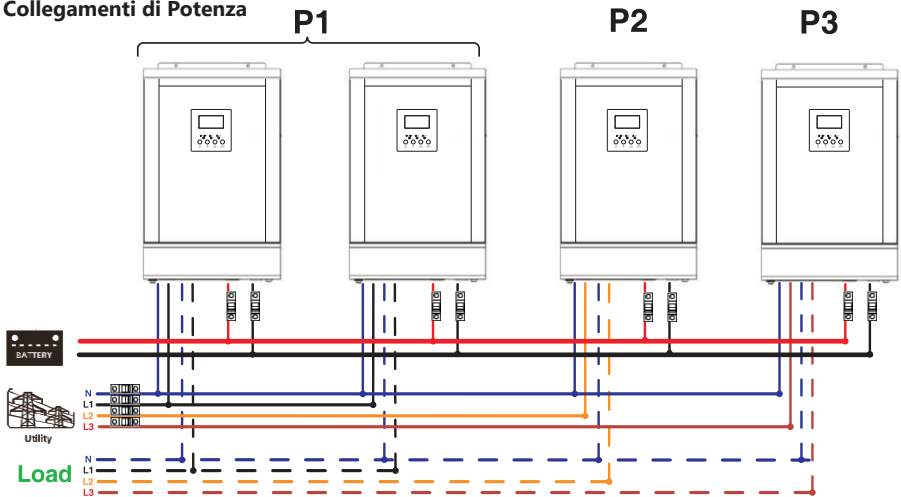 Collegamenti di Potenza
P1
P2
P3
BATTERY
Utility
N
L1
L2
L3
Load
N
L1
L2
L3